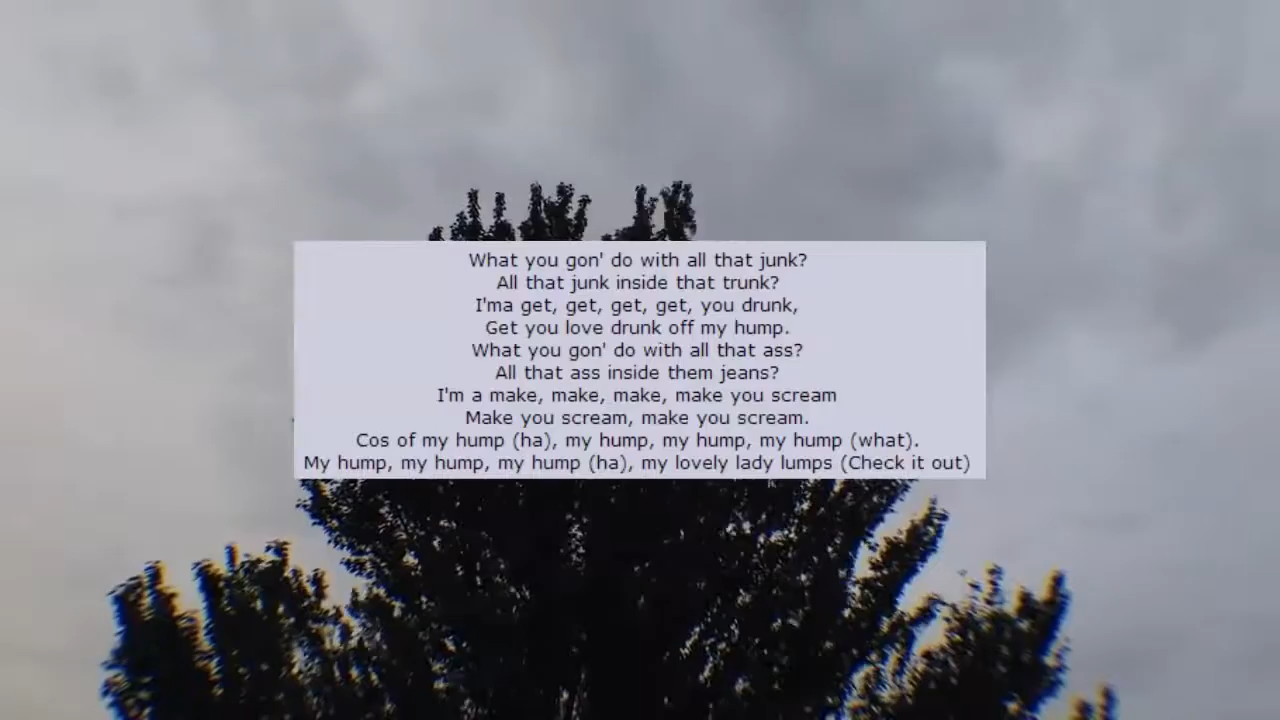 What you gon' do with all that junk?
All that junk inside that trunk?
I'ma get, get, get, get, you drunk,
Get you love drunk off my hump.
What you gon' do with all that ass?
All that ass inside them jeans?
I'm a make, make, make, make you scream
Make you scream, make you scream.
Cos of my hump (ha), my hump, my hump, my hump (what).
My hump, my hump, my hump (ha), my lovely lady lumps (Check it out)